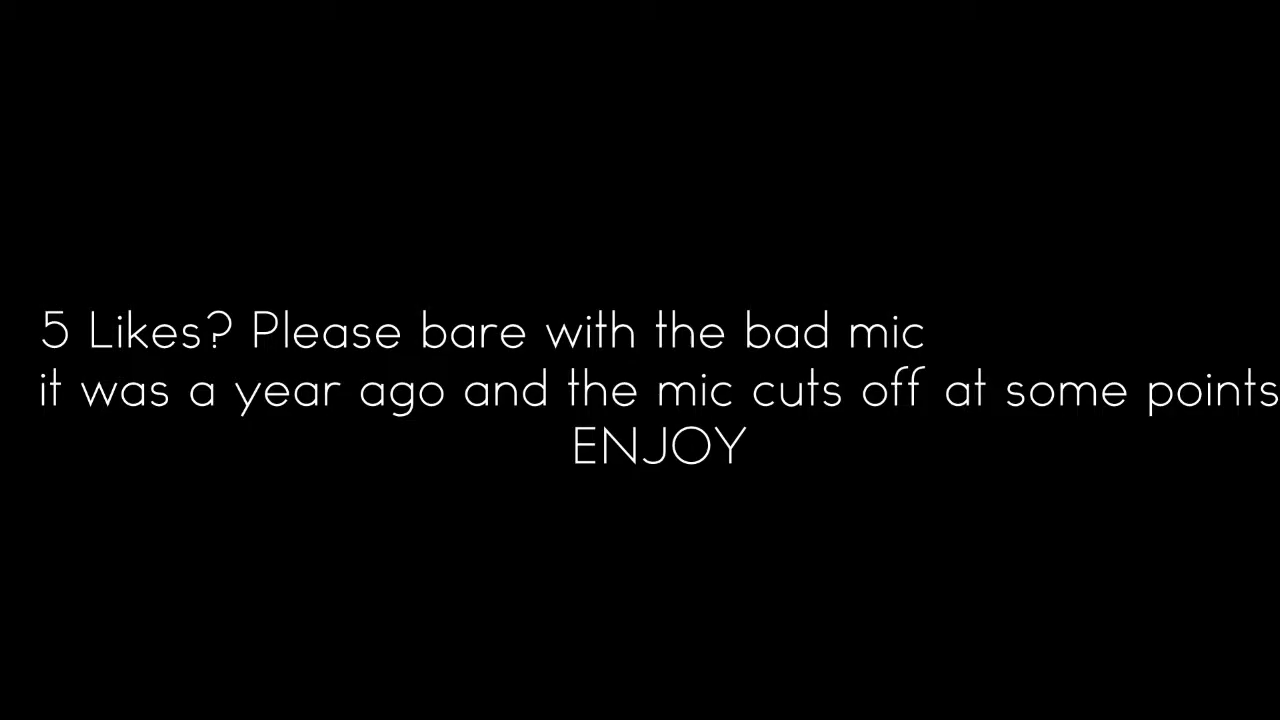 5 Likes? Please bare with the bad mic
it was a year ago and the mic cuts off at some points
ENJOY